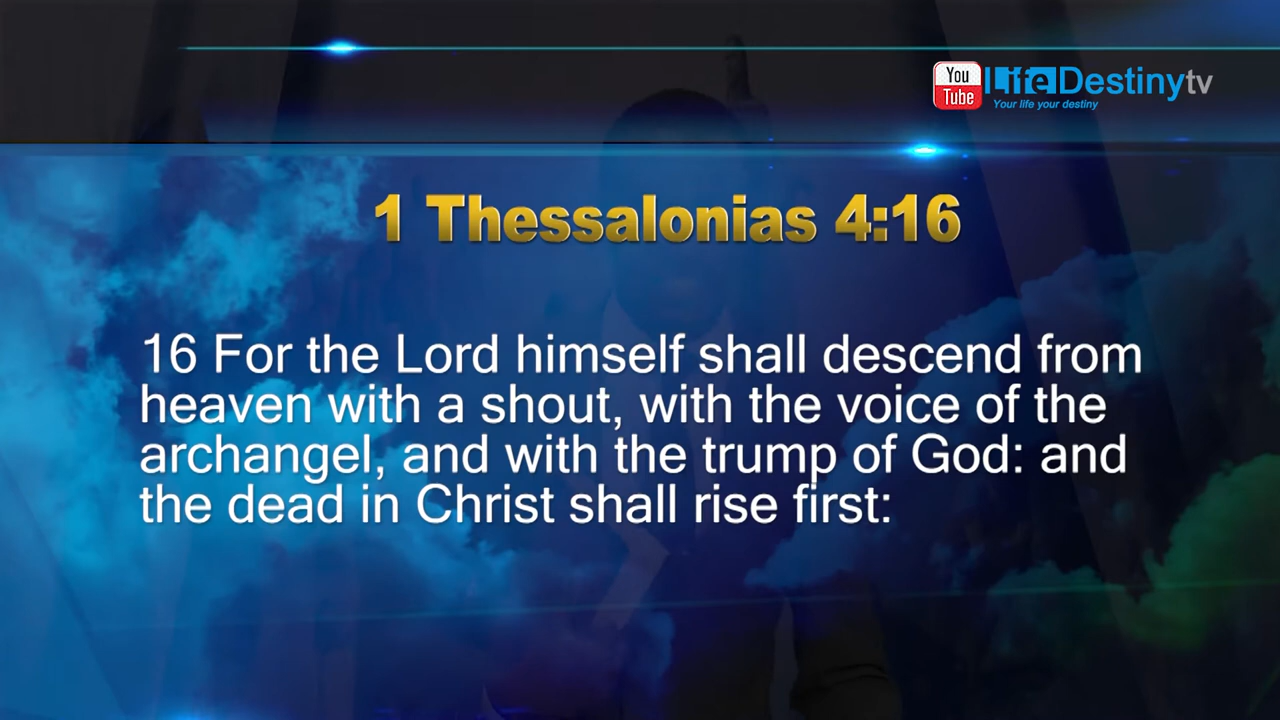 You
Tube
LifeDestinytv
Your life your destiny
1 Thessalonias 4:16
16 For the Lord himself shall descend from
heaven with a shout, with the voice of the
archangel, and with the trump of God: and
the dead in Christ shall rise first: